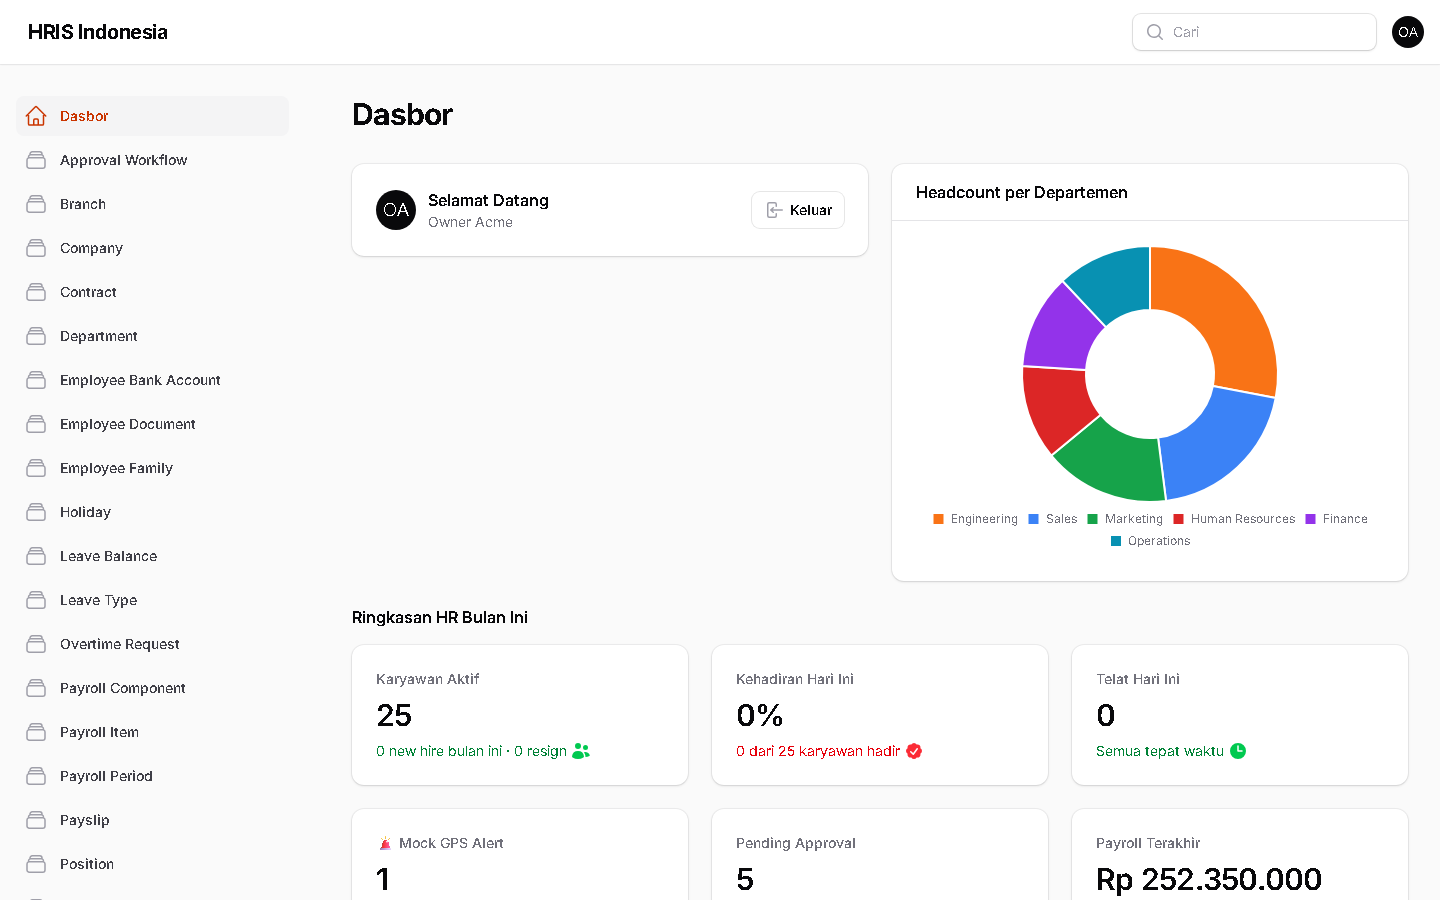 HRIS Indonesia
Cari
OA
Dasbor
Approval Workflow
Branch
Company
Contract
Department
Employee Bank Account
Employee Document
Employee Family
Holiday
Leave Balance
Leave Type
Overtime Request
Payroll Component
Payroll Item
Payroll Period
Payslip
Position
Dasbor
OA
Selamat Datang
Owner Acme
Keluar
Headcount per Departemen
Engineering Sales Marketing Human Resources Finance
Operations
Ringkasan HR Bulan Ini
Karyawan Aktif
25
0 new hire bulan ini · 0 resign
Kehadiran Hari Ini
0%
0 dari 25 karyawan hadir
Telat Hari Ini
0
Semua tepat waktu
Mock GPS Alert
1
Pending Approval
5
Payroll Terakhir
Rp 252.350.000